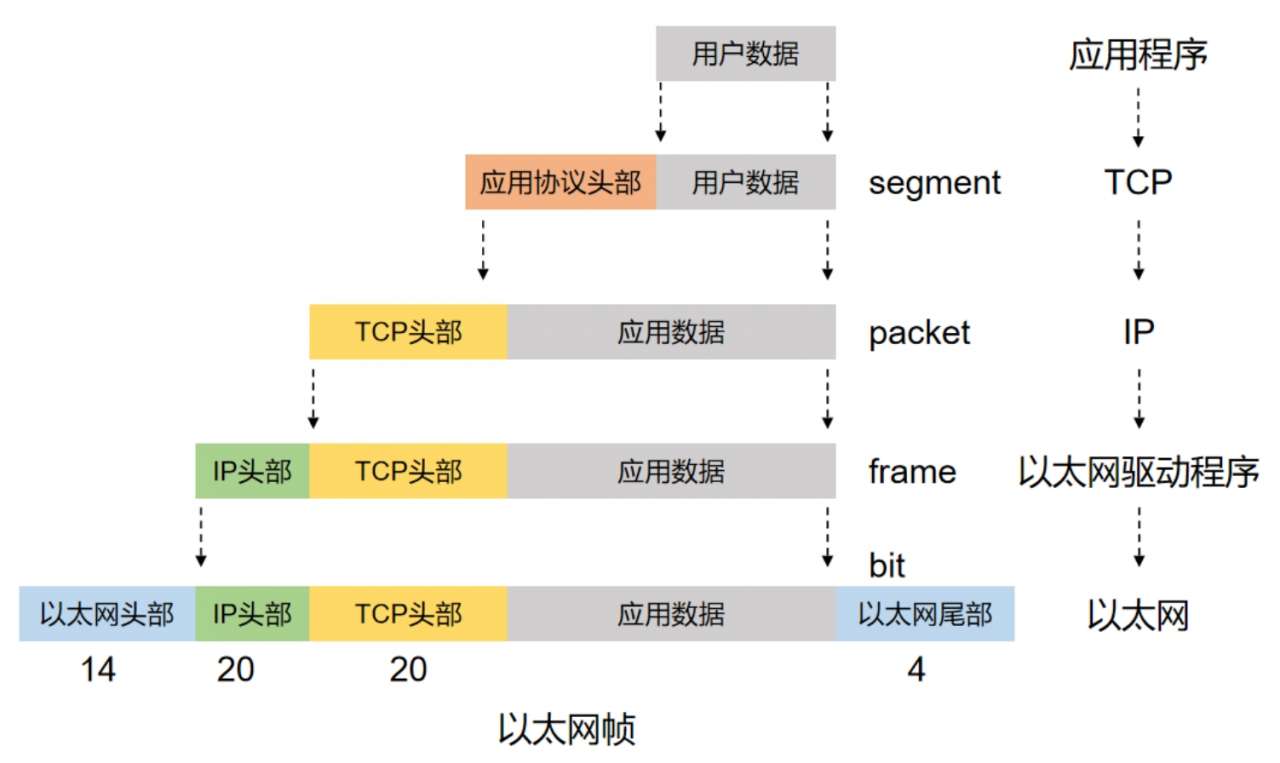 用户数据 应用程序
应用协议头部 用户数据 segment TCP
TCP头部 应用数据 packet IP
IP头部 TCP头部 应用数据 frame 以太网驱动程序
bit
以太网头部 IP头部 TCP头部 应用数据 以太网尾部 以太网
14 20 20 4
以太网帧